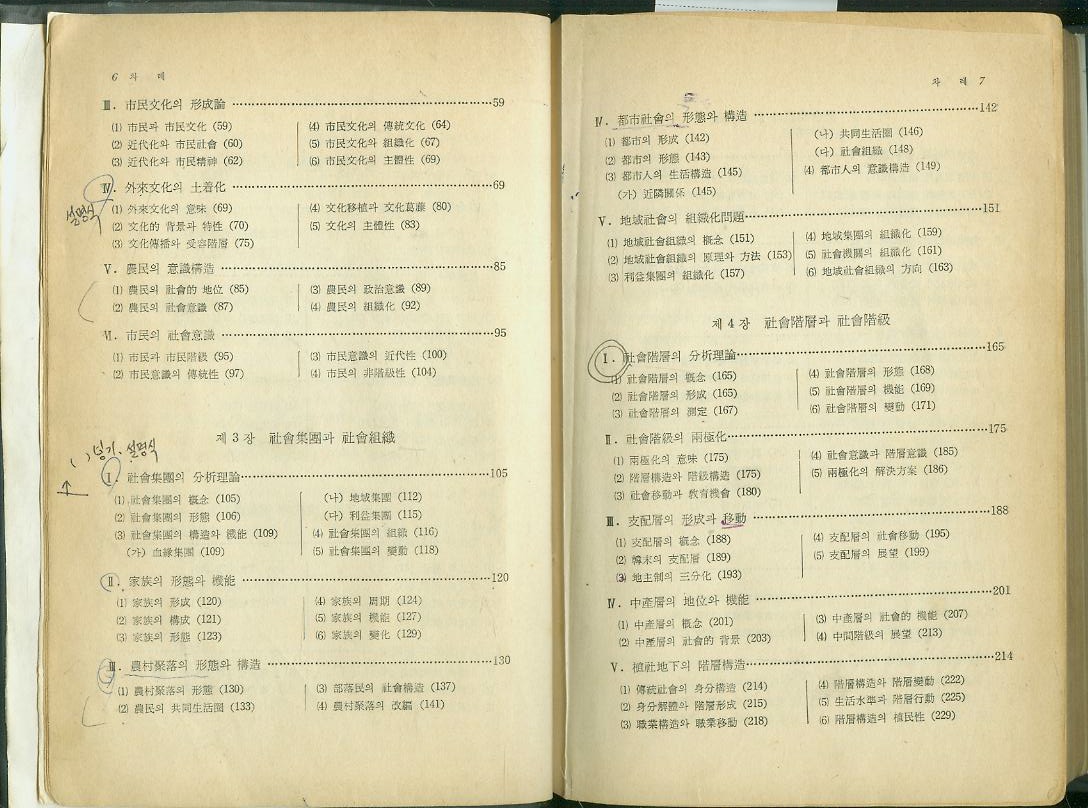 6 차 례
Ⅲ. 市民文化의 形成論 ……59
⑴ 市民과 市民文化 (59)
⑵ 近代化와 市民社會 (60)
⑶ 近代化와 市民精神 (62)
⑷ 市民文化의 傳統文化 (64)
⑸ 市民文化의 組織化 (67)
⑹ 市民文化의 主體性 (69)
설명식
Ⅳ. 外來文化의 土着化 ……69
⑴ 外來文化의 意味 (69)
⑵ 文化的 背景과 特性 (70)
⑶ 文化傳播와 受容階層 (75)
⑷ 文化移植과 文化葛藤 (80)
⑸ 文化의 主體性 (83)
Ⅴ. 農民의 意識構造 ……85
⑴ 農民의 社會的 地位 (85)
⑵ 農民의 社會意識 (87)
⑶ 農民의 政治意識 (89)
⑷ 農民의 組織化 (92)
Ⅵ. 市民의 社會意識 ……95
⑴ 市民과 市民階級 (95)
⑵ 市民意識의 傳統性 (97)
⑶ 市民意識의 近代性 (100)
⑷ 市民의 非階級性 (104)
제 3 장 社會集團과 社會組織
( ) 넣기, 설명식
Ⅰ. 社會集團의 分析理論 ……105
⑴ 社會集團의 槪念 (105)
⑵ 社會集團의 形態 (106)
⑶ 社會集團의 構造와 機能 (109)
(가) 血緣集團 (109)
(나) 地域集團 (112)
(다) 利益集團 (115)
⑷ 社會集團의 組織 (116)
⑸ 社會集團의 變動 (118)
Ⅱ. 家族의 形態와 機能 ……120
⑴ 家族의 形成 (120)
⑵ 家族의 構成 (121)
⑶ 家族의 形態 (123)
⑷ 家族의 周期 (124)
⑸ 家族의 機能 (127)
⑹ 家族의 變化 (129)
Ⅲ. 農村聚落의 形態와 構造 ……130
⑴ 農村聚落의 形態 (130)
⑵ 農民의 共同生活圈 (133)
⑶ 部落民의 社會構造 (137)
⑷ 農村聚落의 改編 (141)
차 례 7
Ⅳ. 都市社會의 形態와 構造 ……142
⑴ 都市의 形成 (142)
⑵ 都市의 形態 (143)
⑶ 都市人의 生活構造 (145)
(가) 近隣關係 (145)
(나) 共同生活圈 (146)
(다) 社會組織 (148)
⑷ 都市人의 意識構造 (149)
Ⅴ. 地域社會의 組織化問題 ……151
⑴ 地域社會組織의 槪念 (151)
⑵ 地域社會組織의 原理와 方法 (153)
⑶ 利益集團의 組織化 (157)
⑷ 地域集團의 組織化 (159)
⑸ 社會機關의 組織化 (161)
⑹ 地域社會組織의 方向 (163)
제 4 장 社會階層과 社會階級
Ⅰ. 社會階層의 分析理論 ……165
⑴ 社會階層의 槪念 (165)
⑵ 社會階層의 形成 (165)
⑶ 社會階層의 測定 (167)
⑷ 社會階層의 形態 (168)
⑸ 社會階層의 機能 (169)
⑹ 社會階層의 變動 (171)
Ⅱ. 社會階級의 兩極化 ……175
⑴ 兩極化의 意味 (175)
⑵ 階層構造와 階級構造 (175)
⑶ 社會移動과 敎育機會 (180)
⑷ 社會意識과 階層意識 (185)
⑸ 兩極化의 解決方案 (186)
Ⅲ. 支配層의 形成과 移動 ……188
⑴ 支配層의 槪念 (188)
⑵ 韓末의 支配層 (189)
⑶ 地主制의 三分化 (193)
⑷ 支配層의 社會移動 (195)
⑸ 支配層의 展望 (199)
Ⅳ. 中產層의 地位와 機能 ……201
⑴ 中產層의 槪念 (201)
⑵ 中產層의 社會的 背景 (203)
⑶ 中產層의 社會的 機能 (207)
⑷ 中間階級의 展望 (213)
Ⅴ. 植社地下의 階層構造 ……214
⑴ 傳統社會의 身分構造 (214)
⑵ 身分解體와 階層形成 (215)
⑶ 職業構造와 職業移動 (218)
⑷ 階層構造와 階層變動 (222)
⑸ 生活水準과 階層行動 (225)
⑹ 階層構造의 植民性 (229)